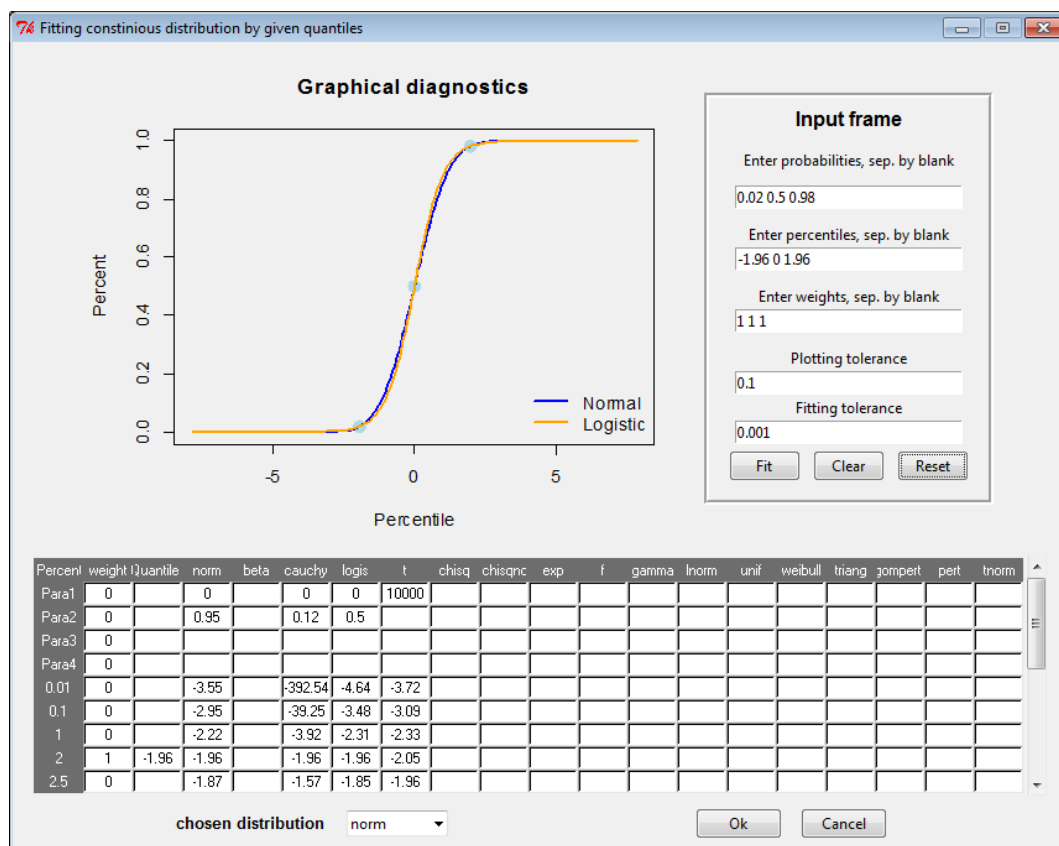 Fitting constinious distribution by given quantiles
Graphical diagnostics
1.0
0.8
0.6
0.4
0.2
0.0
Percent
-5 0 5
Percentile
Normal
Logistic
Input frame
Enter probabilities, sep. by blank
0.02 0.5 0.98
Enter percentiles, sep. by blank
-1.96 0 1.96
Enter weights, sep. by blank
1 1 1
Plotting tolerance
0.1
Fitting tolerance
0.001
Fit Clear Reset
Percent weight Quantile norm beta cauchy logis t chisq chisqnc exp f gamma lnorm unif weibull triang gompert pert tnorm
Para1 0 0 0 0 10000
Para2 0 0.95 0.12 0.5
Para3 0
Para4 0
0.01 0 -3.55 -392.54 -4.64 -3.72
0.1 0 -2.95 -39.25 -3.48 -3.09
1 0 -2.22 -3.92 -2.31 -2.33
2 1 -1.96 -1.96 -1.96 -1.96 -2.05
2.5 0 -1.87 -1.57 -1.85 -1.96
chosen distribution norm Ok Cancel